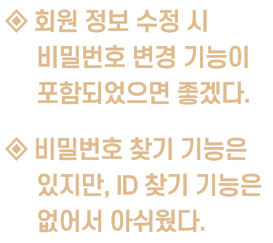 ◈ 회원 정보 수정 시
비밀번호 변경 기능이
포함되었으면 좋겠다.
◈ 비밀번호 찾기 기능은
있지만, ID 찾기 기능은
없어서 아쉬웠다.